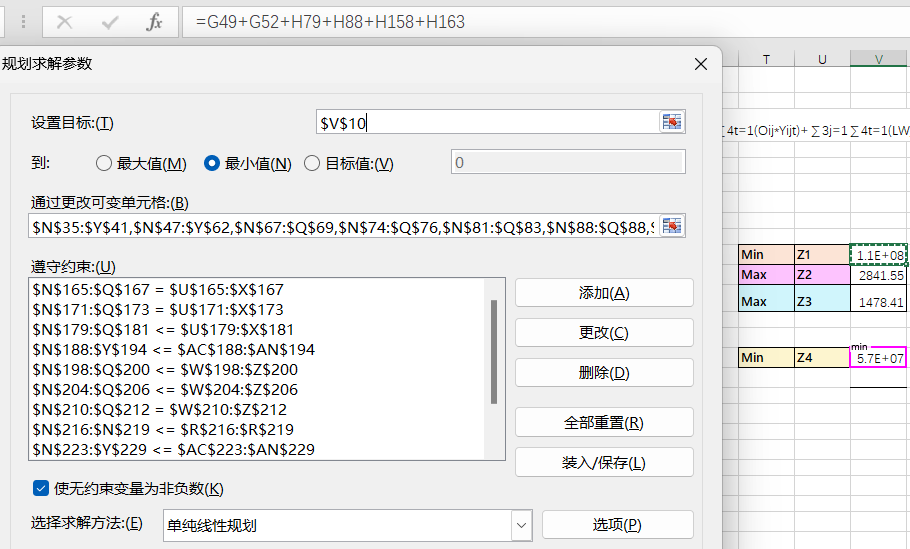 fx =G49+G52+H79+H88+H158+H163
规划求解参数
设置目标:(T)
$V$10
到:
最大值(M)
最小值(N)
目标值:(V)
0
通过更改可变单元格:(B)
$N$35:$Y$41,$N$47:$Y$62,$N$67:$Q$69,$N$74:$Q$76,$N$81:$Q$83,$N$88:$Q$88,$
遵守约束:(U)
$N$165:$Q$167 = $U$165:$X$167
$N$171:$Q$173 = $U$171:$X$173
$N$179:$Q$181 <= $U$179:$X$181
$N$188:$Y$194 <= $AC$188:$AN$194
$N$198:$Q$200 <= $W$198:$Z$200
$N$204:$Q$206 <= $W$204:$Z$206
$N$210:$Q$212 = $W$210:$Z$212
$N$216:$N$219 <= $R$216:$R$219
$N$223:$Y$229 <= $AC$223:$AN$229
添加(A)
更改(C)
删除(D)
全部重置(R)
装入/保存(L)
使无约束变量为非负数(K)
选择求解方法:(E)
单纯线性规划
选项(P)
T U V
∑4t=1(Oij*Yijt)+ ∑3j=1∑4t=1(LW
Min Z1 1.1E+08
Max Z2 2841.55
Max Z3 1478.41
min
Min Z4 5.7E+07